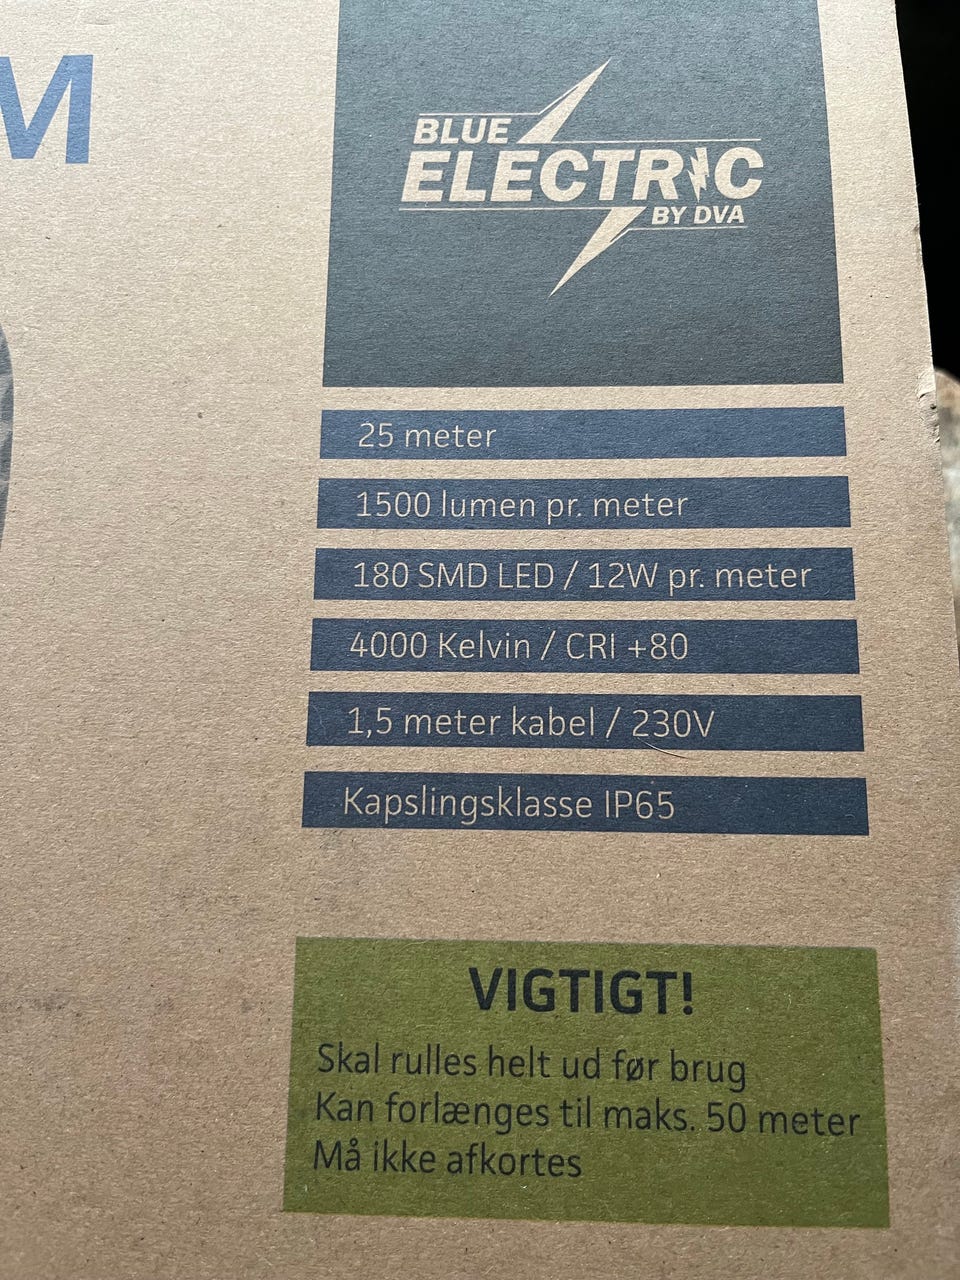 M
BLUE
ELECTRIC
BY DVA
25 meter
1500 lumen pr. meter
180 SMD LED / 12W pr. meter
4000 Kelvin / CRI +80
1,5 meter kabel / 230V
Kapslingsklasse IP65
VIGTIGT!
Skal rulles helt ud før brug
Kan forlænges til maks. 50 meter
Må ikke afkortes